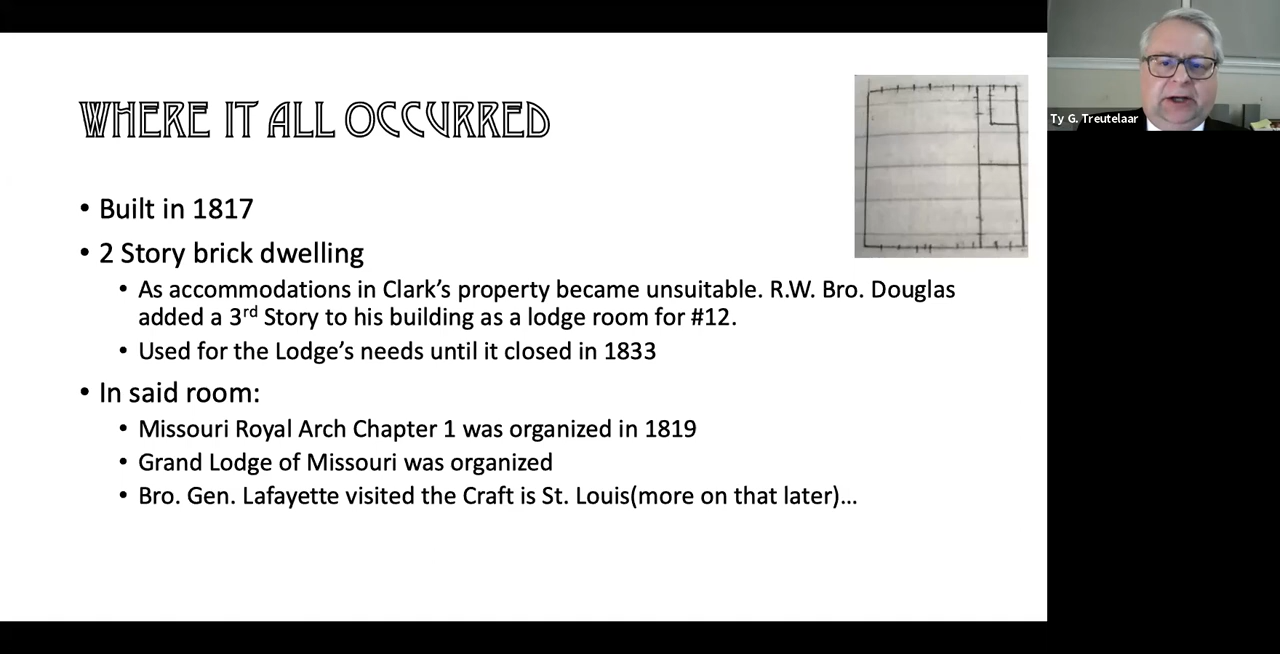 WHERE IT ALL OCCURRED
• Built in 1817
• 2 Story brick dwelling
• As accommodations in Clark’s property became unsuitable. R.W. Bro. Douglas
added a 3rd Story to his building as a lodge room for #12.
• Used for the Lodge’s needs until it closed in 1833
• In said room:
• Missouri Royal Arch Chapter 1 was organized in 1819
• Grand Lodge of Missouri was organized
• Bro. Gen. Lafayette visited the Craft is St. Louis(more on that later)…
Ty G. Treutelaar